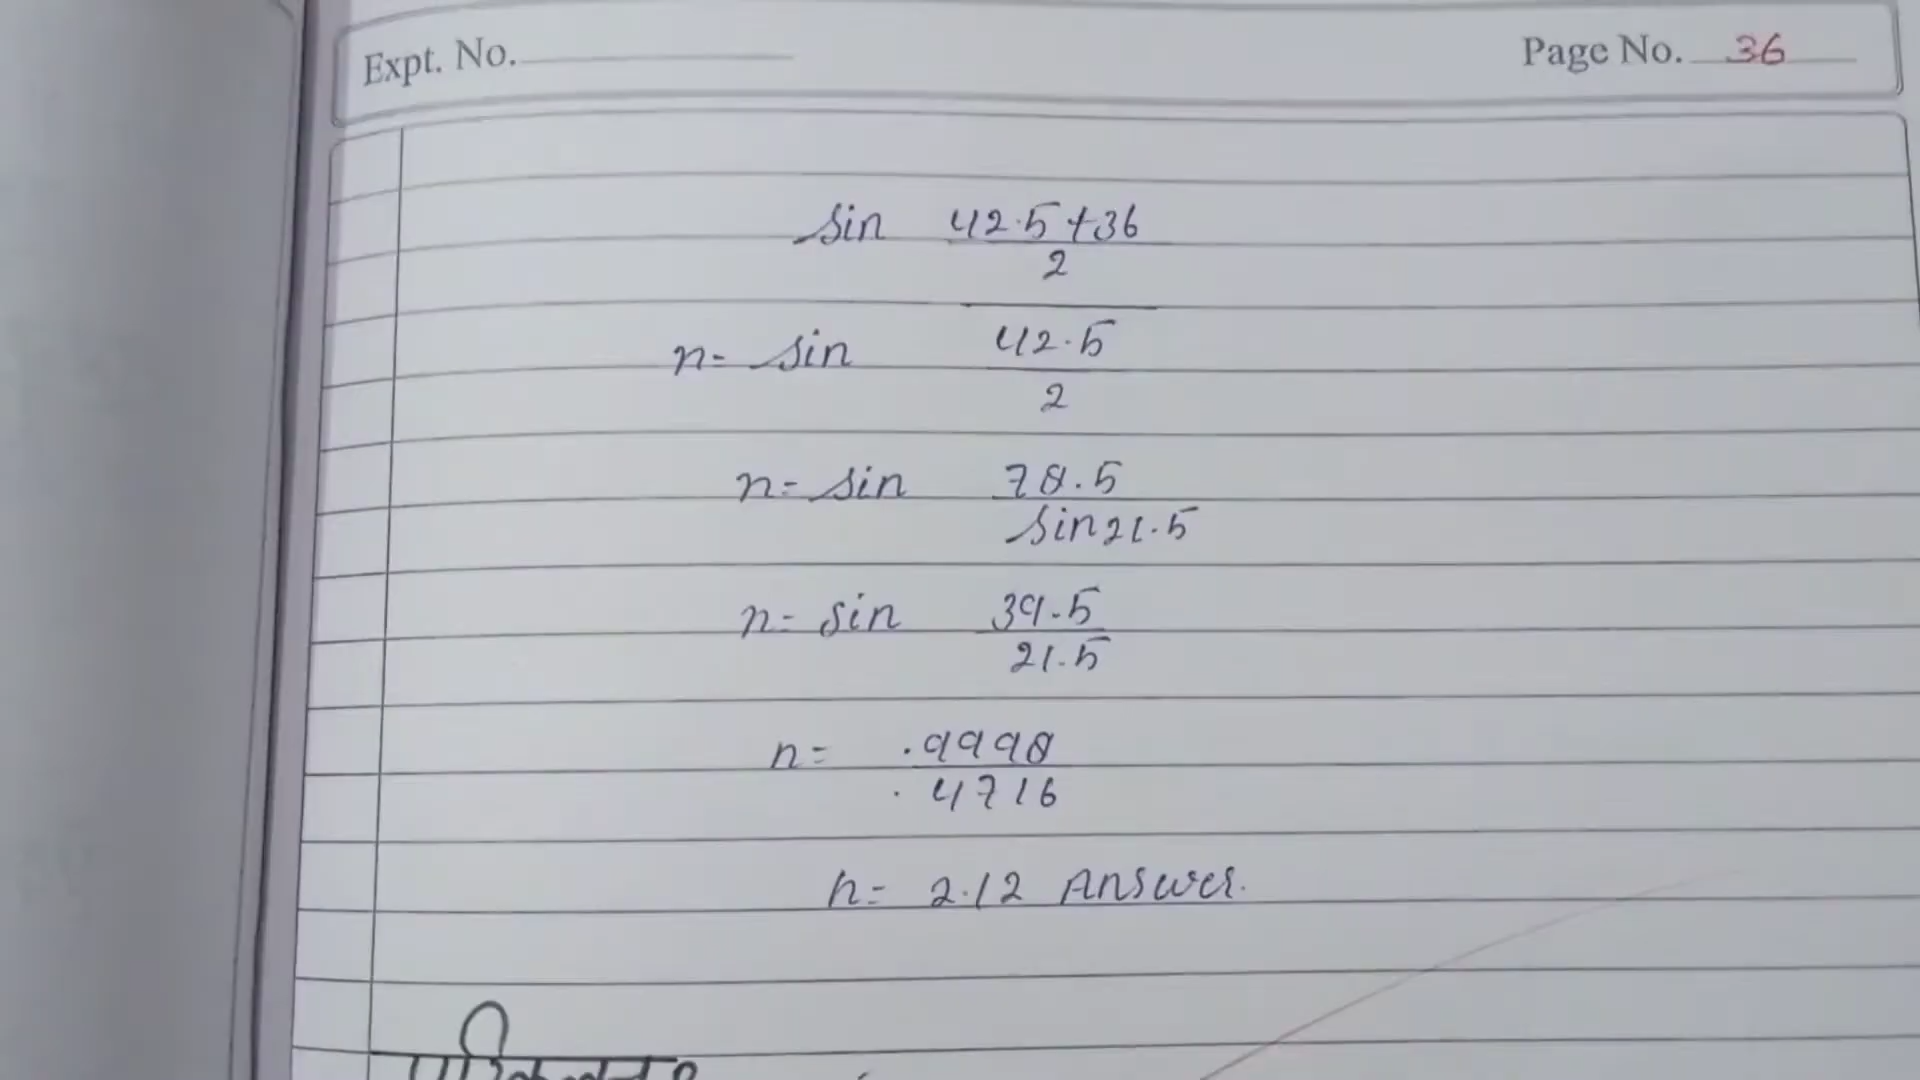 Expt. No.
Page No. 36
sin 42.5+36
2
n= sin 42.5
2
n= sin 78.5
sin21.5
n= sin 39.5
21.5
n= .9998
.4716
n= 2.12 Answer.